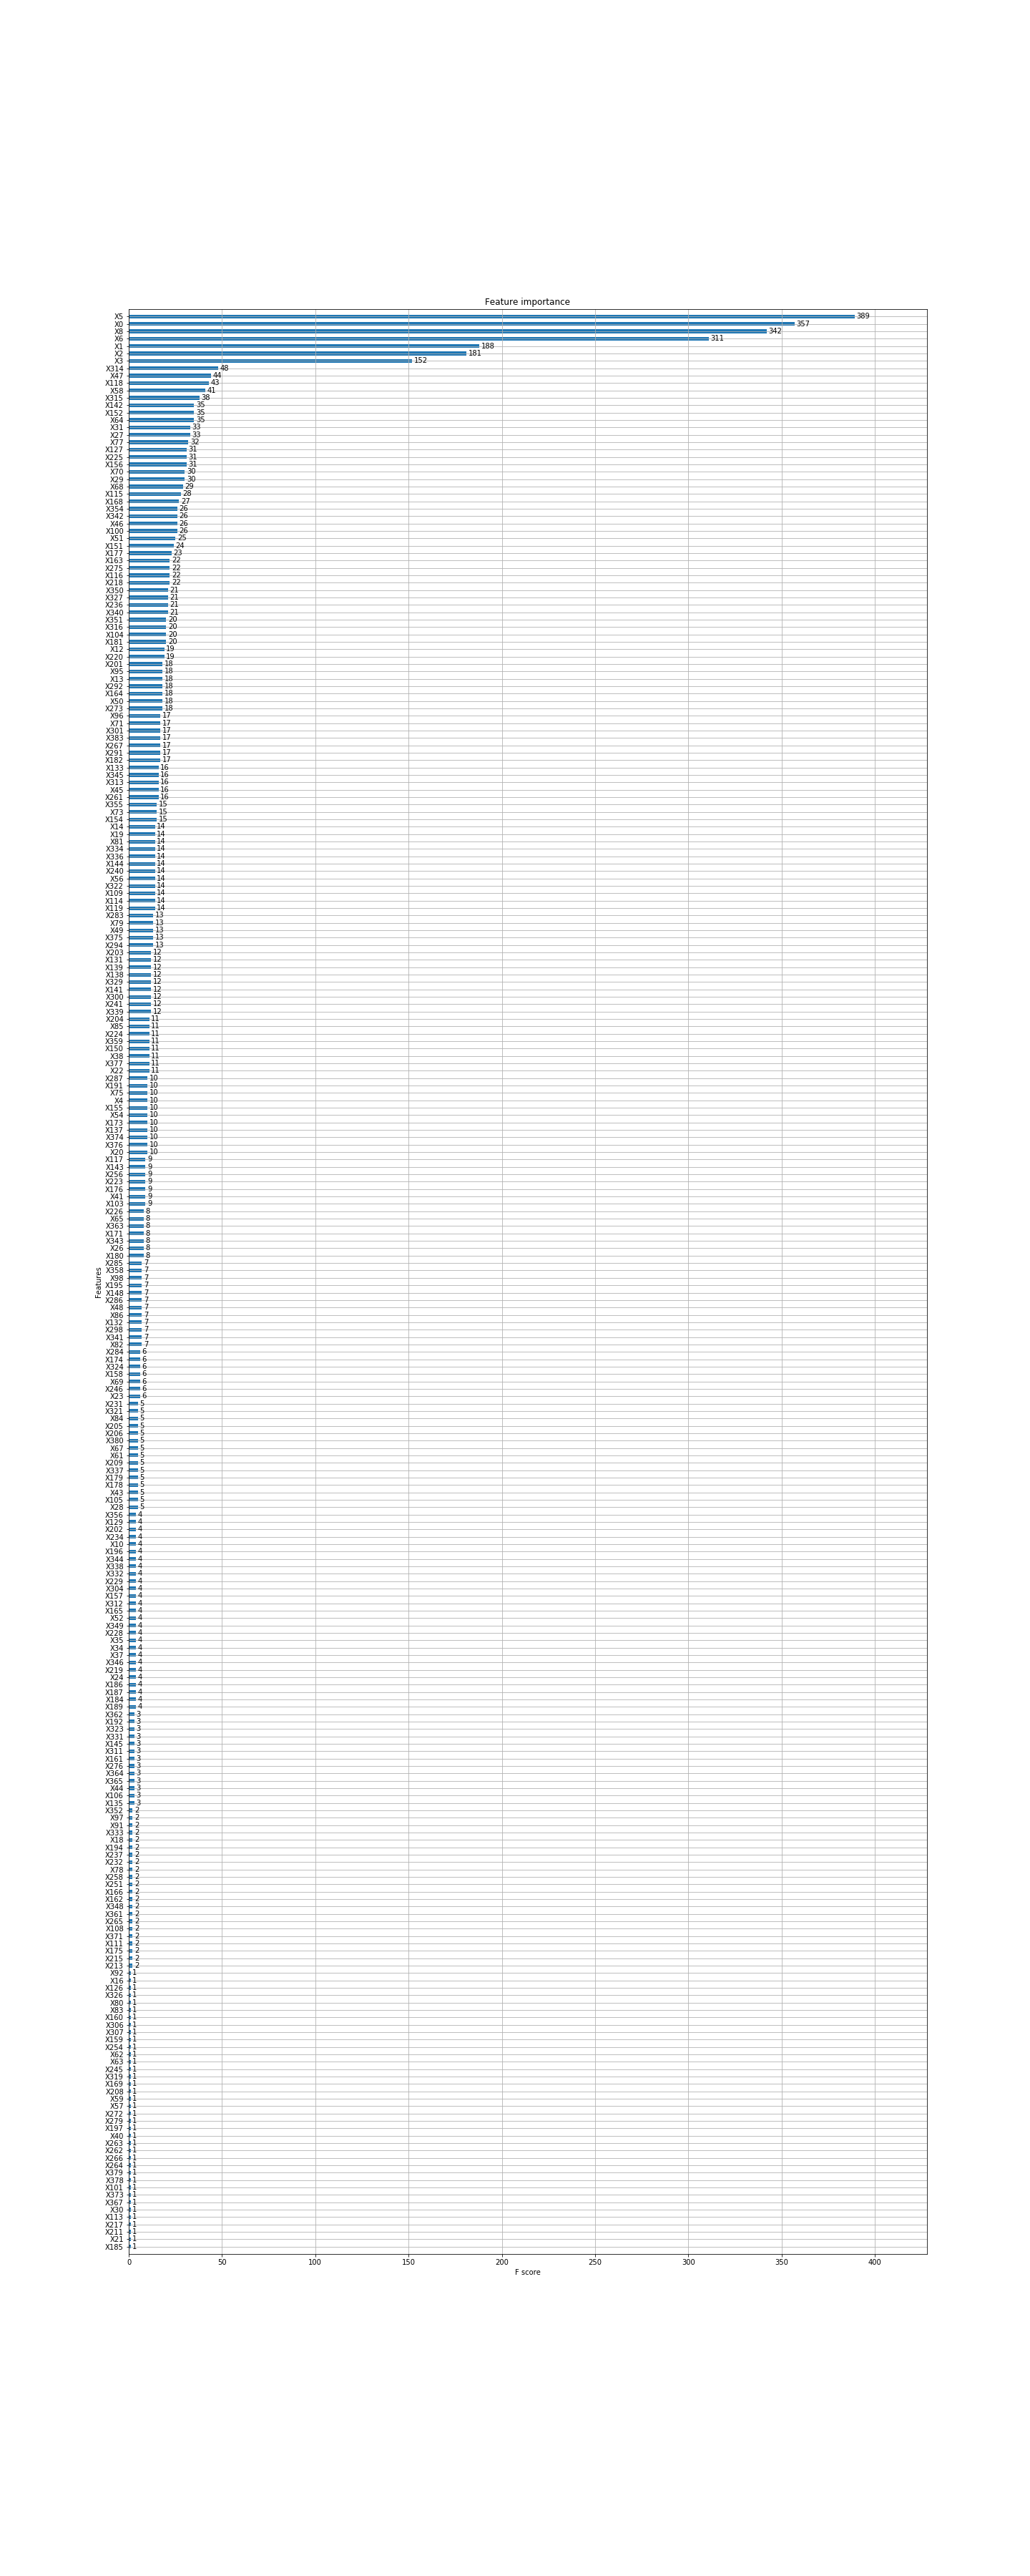 Feature importance
X5 389
X0 357
X8 342
X6 311
X1 188
X2 181
X3 152
X314 48
X47 44
X118 43
X58 41
X315 38
X142 35
X152 35
X64 35
X31 33
X27 33
X77 32
X127 31
X225 31
X156 31
X70 30
X29 30
X68 29
X115 28
X168 27
X354 26
X342 26
X46 26
X100 26
X51 25
X151 24
X177 23
X163 22
X275 22
X116 22
X218 22
X350 21
X327 21
X236 21
X340 21
X351 20
X316 20
X104 20
X181 20
X12 19
X220 19
X201 18
X95 18
X13 18
X292 18
X164 18
X50 18
X273 18
X96 17
X71 17
X301 17
X383 17
X267 17
X291 17
X182 17
X133 16
X345 16
X313 16
X45 16
X261 16
X355 15
X73 15
X154 15
X14 14
X19 14
X81 14
X334 14
X336 14
X144 14
X240 14
X56 14
X322 14
X109 14
X114 14
X119 14
X283 13
X79 13
X49 13
X375 13
X294 13
X203 12
X131 12
X139 12
X138 12
X329 12
X141 12
X300 12
X241 12
X339 12
X204 11
X85 11
X224 11
X359 11
X150 11
X38 11
X377 11
X22 11
X287 10
X191 10
X75 10
X4 10
X155 10
X54 10
X173 10
X137 10
X374 10
X376 10
X20 10
X117 9
X143 9
X256 9
X223 9
X176 9
X41 9
X103 9
X226 8
X65 8
X363 8
X171 8
X343 8
X26 8
X180 8
X285 7
X358 7
X98 7
X195 7
X148 7
X286 7
X48 7
X86 7
X132 7
X298 7
X341 7
X82 7
X284 6
X174 6
X324 6
X158 6
X69 6
X246 6
X23 6
X231 5
X321 5
X84 5
X205 5
X206 5
X380 5
X67 5
X61 5
X209 5
X337 5
X179 5
X178 5
X43 5
X105 5
X28 5
X356 4
X129 4
X202 4
X234 4
X10 4
X196 4
X344 4
X338 4
X332 4
X229 4
X304 4
X157 4
X312 4
X165 4
X52 4
X349 4
X228 4
X35 4
X34 4
X37 4
X346 4
X219 4
X24 4
X186 4
X187 4
X184 4
X189 4
X362 3
X192 3
X323 3
X331 3
X145 3
X311 3
X161 3
X276 3
X364 3
X365 3
X44 3
X106 3
X135 3
X352 2
X97 2
X91 2
X333 2
X18 2
X194 2
X237 2
X232 2
X78 2
X258 2
X251 2
X166 2
X162 2
X348 2
X361 2
X265 2
X108 2
X371 2
X111 2
X175 2
X215 2
X213 2
X92 1
X16 1
X126 1
X326 1
X80 1
X83 1
X160 1
X306 1
X307 1
X159 1
X254 1
X62 1
X63 1
X245 1
X319 1
X169 1
X208 1
X59 1
X57 1
X272 1
X279 1
X197 1
X40 1
X263 1
X262 1
X266 1
X264 1
X379 1
X378 1
X101 1
X373 1
X367 1
X30 1
X113 1
X217 1
X211 1
X21 1
X185 1
Features
0 50 100 150 200 250 300 350 400
F score